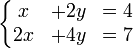 x +2y = 4
2x +4y = 7